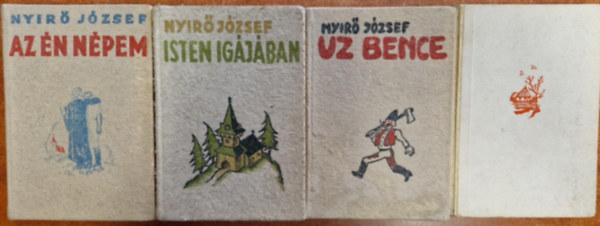 NYIRŐ JÓZSEF
AZ ÉN NÉPEM
NYIRŐ JÓZSEF
ISTEN IGÁJÁBAN
NYIRŐ JÓZSEF
UZ BENCE